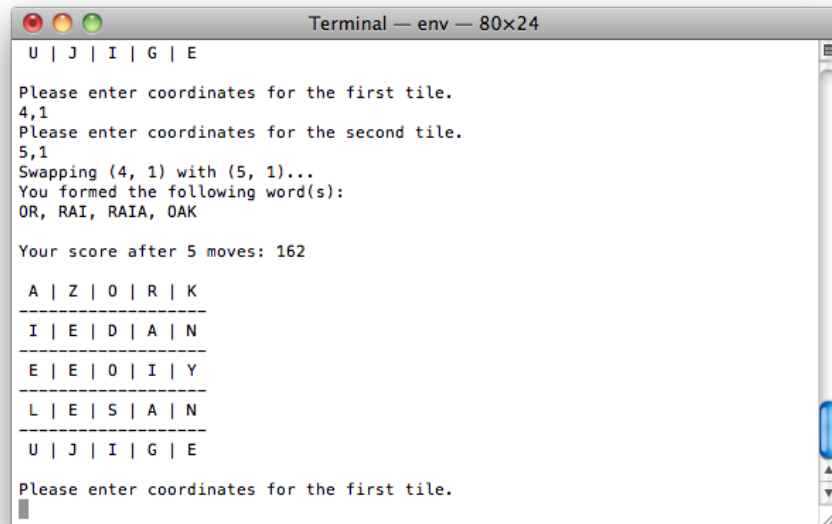 Terminal — env — 80×24
U | J | I | G | E
Please enter coordinates for the first tile.
4,1
Please enter coordinates for the second tile.
5,1
Swapping (4, 1) with (5, 1)...
You formed the following word(s):
OR, RAI, RAIA, OAK
Your score after 5 moves: 162
A | Z | O | R | K
-------------------
I | E | D | A | N
-------------------
E | E | O | I | Y
-------------------
L | E | S | A | N
-------------------
U | J | I | G | E
Please enter coordinates for the first tile.